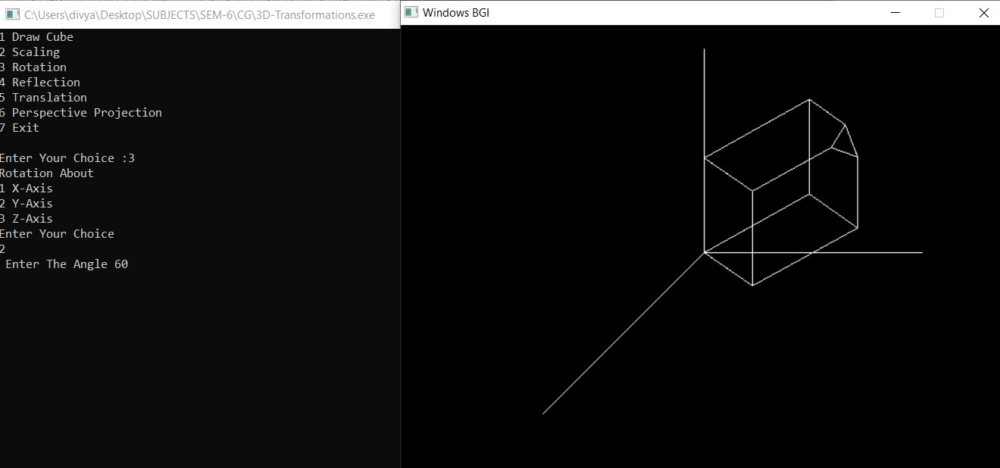 C:\Users\divya\Desktop\SUBJECTS\SEM-6\CG\3D-Transformations.exe
1 Draw Cube
2 Scaling
3 Rotation
4 Reflection
5 Translation
6 Perspective Projection
7 Exit
Enter Your Choice :3
Rotation About
1 X-Axis
2 Y-Axis
3 Z-Axis
Enter Your Choice
2
Enter The Angle 60
Windows BGI